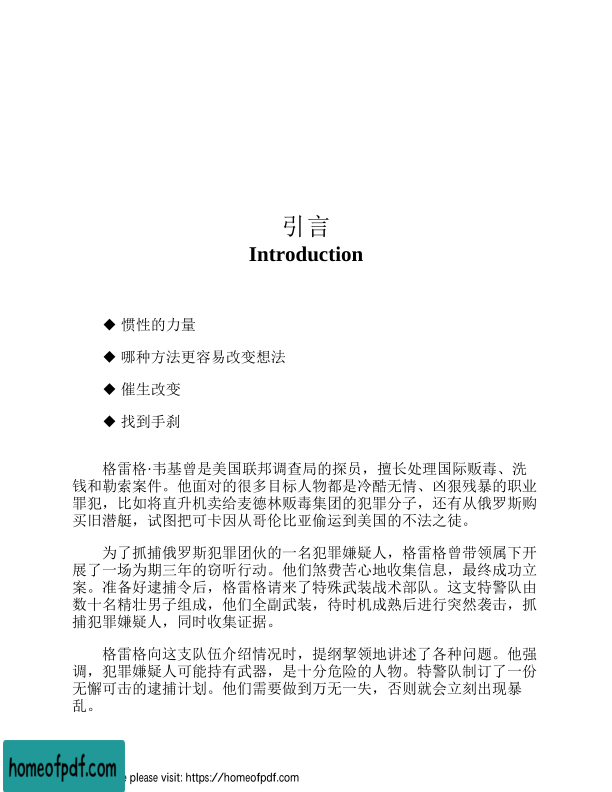 引言
Introduction
◆ 惯性的力量
◆ 哪种方法更容易改变想法
◆ 催生改变
◆ 找到手刹
格雷格·韦基曾是美国联邦调查局的探员，擅长处理国际贩毒、洗
钱和勒索案件。他面对的很多目标人物都是冷酷无情、凶狠残暴的职业
罪犯，比如将直升机卖给麦德林贩毒集团的犯罪分子，还有从俄罗斯购
买旧潜艇，试图把可卡因从哥伦比亚偷运到美国的不法之徒。
为了抓捕俄罗斯犯罪团伙的一名犯罪嫌疑人，格雷格曾带领属下开
展了一场为期三年的窃听行动。他们煞费苦心地收集信息，最终成功立
案。准备好逮捕令后，格雷格请来了特殊武装战术部队。这支特警队由
数十名精壮男子组成，他们全副武装，待时机成熟后进行突然袭击，抓
捕犯罪嫌疑人，同时收集证据。
格雷格向这支队伍介绍情况时，提纲挈领地讲述了各种问题。他强
调，犯罪嫌疑人可能持有武器，是十分危险的人物。特警队制订了一份
无懈可击的逮捕计划。他们需要做到万无一失，否则就会立刻出现暴
乱。
homeofpdf.com
please visit: https://homeofpdf.com